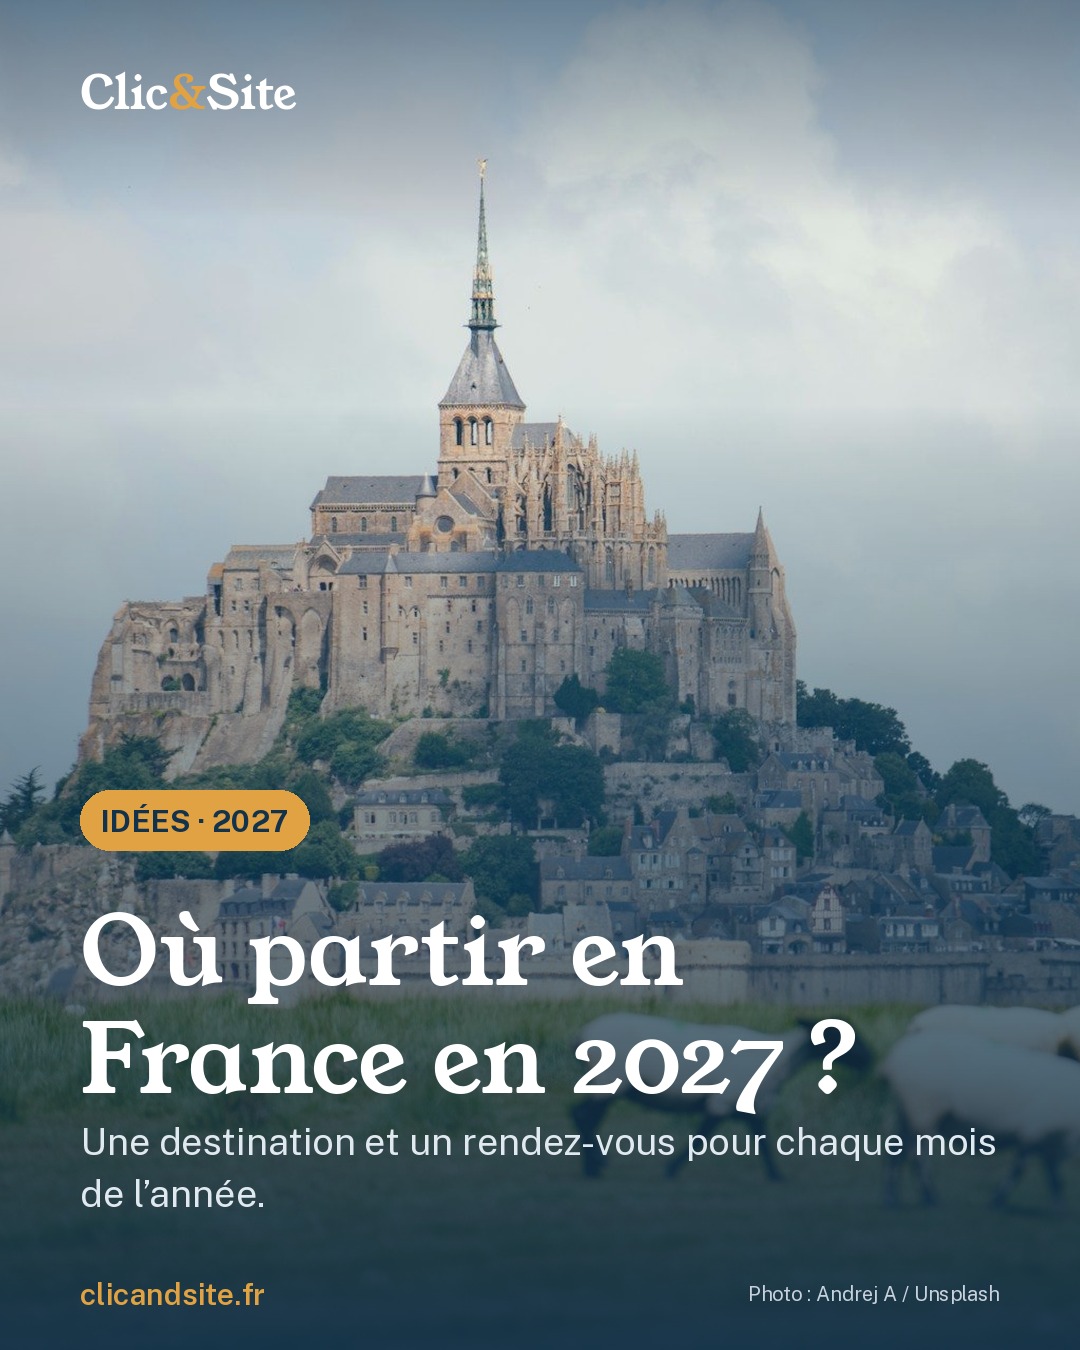 Clic&Site
IDÉES · 2027
Où partir en
France en 2027 ?
Une destination et un rendez-vous pour chaque mois
de l’année.
clicandsite.fr
Photo : Andrej A / Unsplash